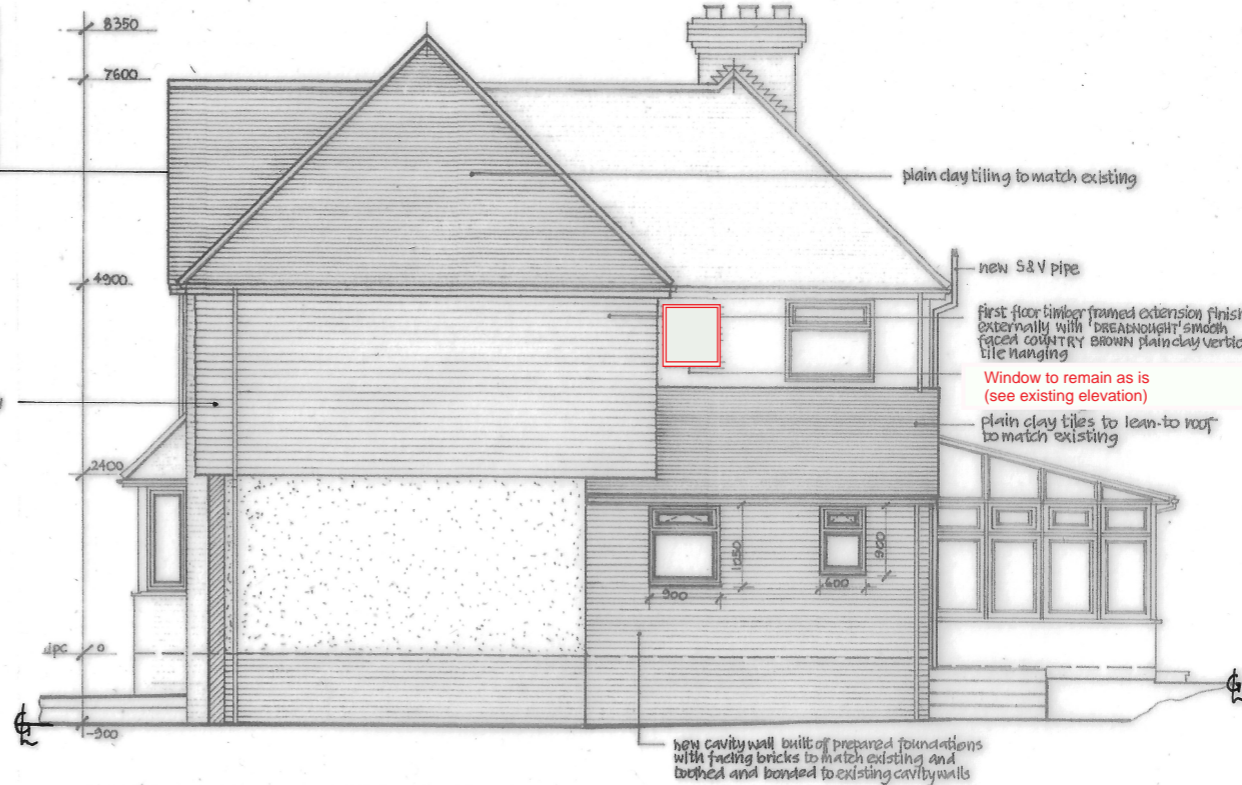 8350
7600
plain clay tiling to match existing
4900
new S&V pipe
first floor timber framed extension finish
externally with 'DREADNOUGHT' smooth
faced COUNTRY BROWN plain clay vertic
tile hanging
Window to remain as is
(see existing elevation)
plain clay tiles to lean-to roof
to match existing
2400
1050
900
900
600
dpc 0
-900
new cavity wall built off prepared foundations
with facing bricks to match existing and
toothed and bonded to existing cavity walls
GL
GL